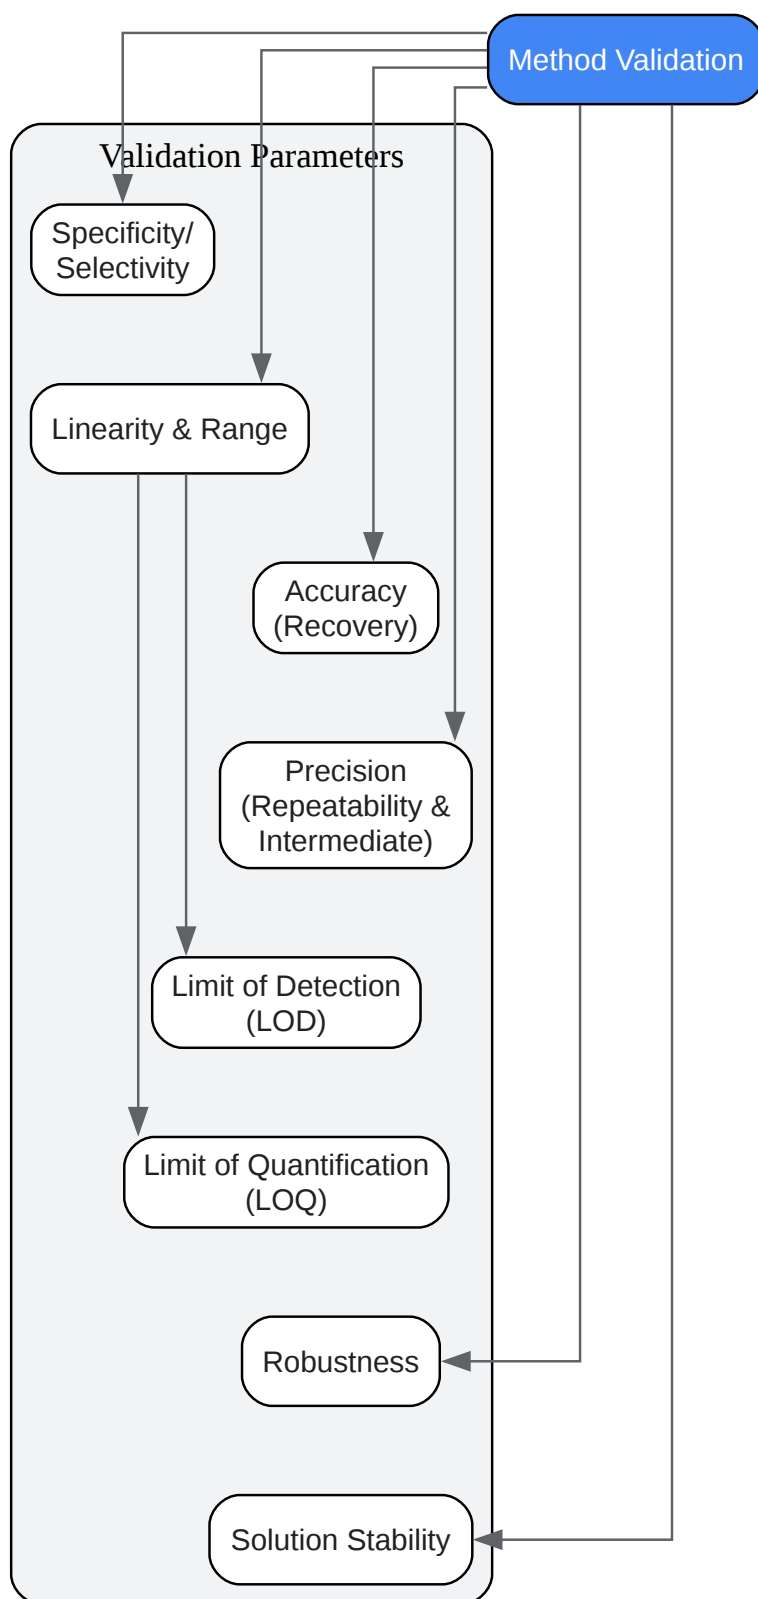 Method Validation
Validation Parameters
Specificity/
Selectivity
Linearity & Range
Accuracy
(Recovery)
Precision
(Repeatability &
Intermediate)
Limit of Detection
(LOD)
Limit of Quantification
(LOQ)
Robustness
Solution Stability